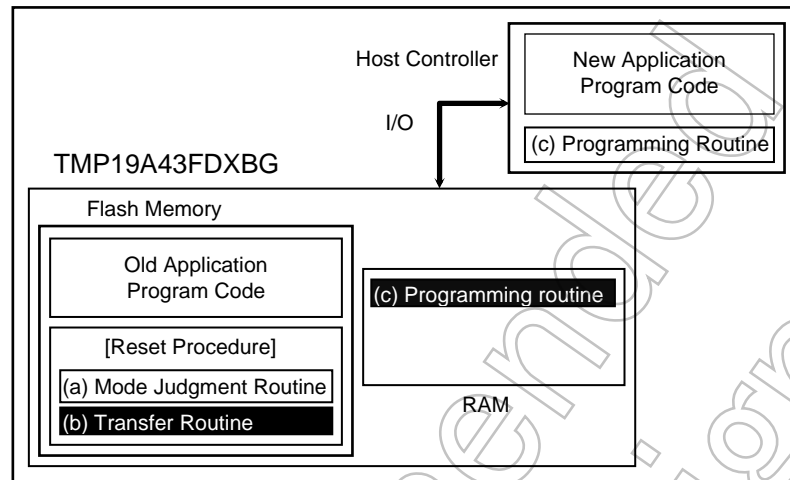 Host Controller
New Application
Program Code
I/O
(c) Programming Routine
TMP19A43FDXBG
Flash Memory
Old Application
Program Code
(c) Programming routine
[Reset Procedure]
(a) Mode Judgment Routine
(b) Transfer Routine
RAM